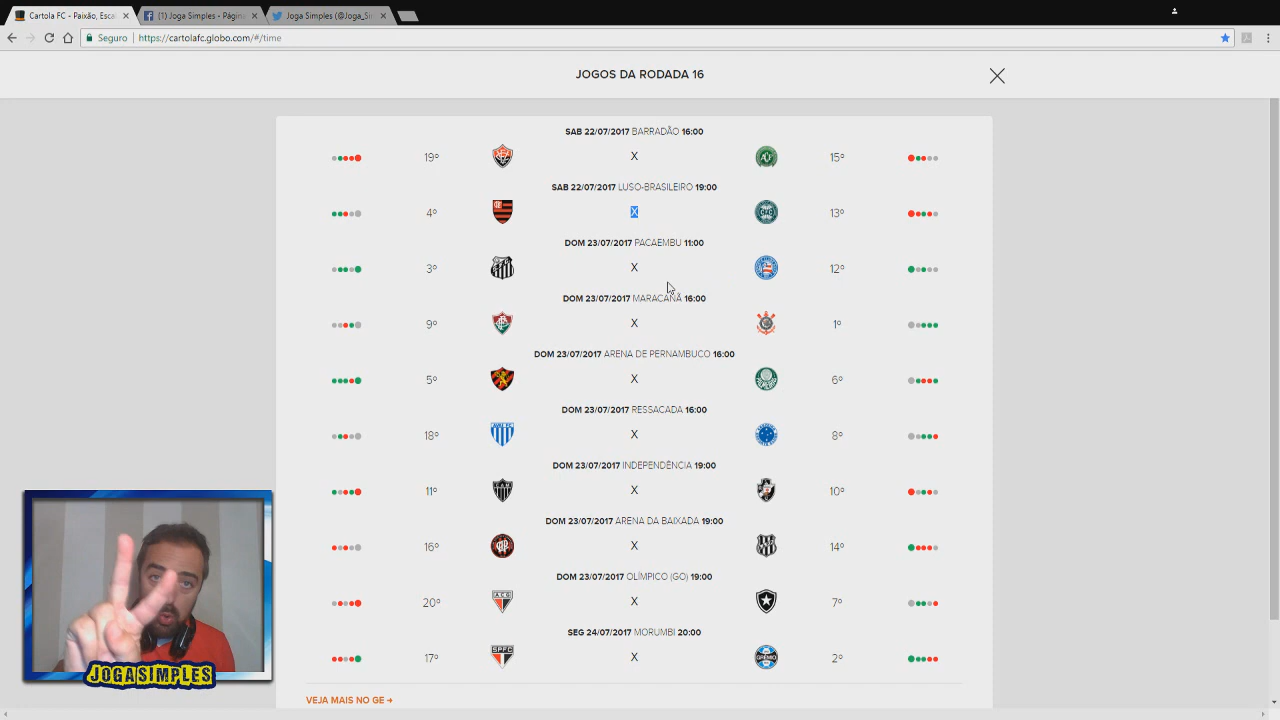 Cartola FC - Paixão, Esca
(1) Joga Simples - Página
Joga Simples (@Joga_Si
Seguro
https://cartolafc.globo.com/#/time
JOGOS DA RODADA 16
SAB 22/07/2017 BARRADÃO 16:00
19º X 15º
SAB 22/07/2017 LUSO-BRASILEIRO 19:00
4º X 13º
DOM 23/07/2017 PACAEMBU 11:00
3º X 12º
DOM 23/07/2017 MARACANÃ 16:00
9º X 1º
DOM 23/07/2017 ARENA DE PERNAMBUCO 16:00
5º X 6º
DOM 23/07/2017 RESSACADA 16:00
18º X 8º
DOM 23/07/2017 INDEPENDÊNCIA 19:00
11º X 10º
DOM 23/07/2017 ARENA DA BAIXADA 19:00
16º X 14º
DOM 23/07/2017 OLÍMPICO (GO) 19:00
20º X 7º
SEG 24/07/2017 MORUMBI 20:00
17º SPFC X GRÊMIO 2º
VEJA MAIS NO GE →
JOGASIMPLES